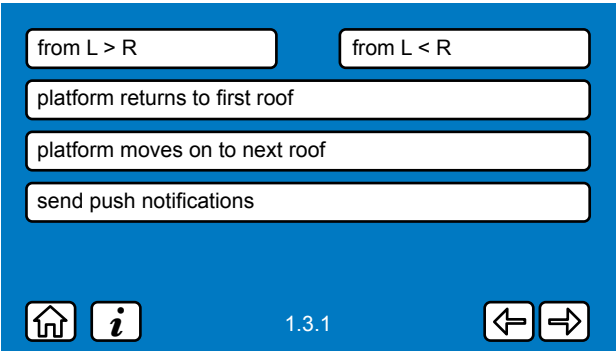 from L > R
from L < R
platform returns to first roof
platform moves on to next roof
send push notifications
i
1.3.1